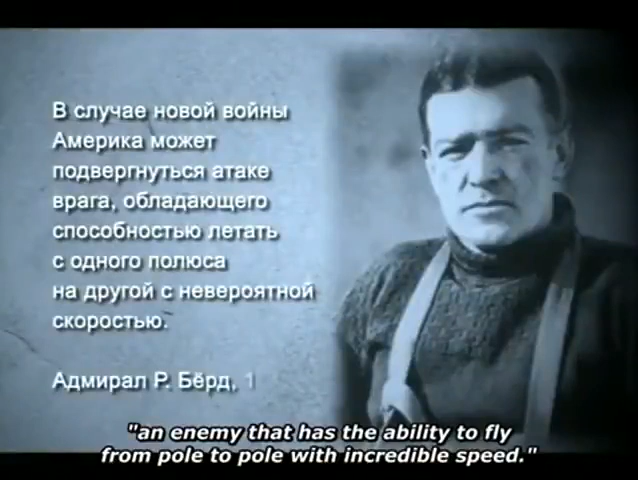 В случае новой войны
Америка может
подвергнуться атаке
врага, обладающего
способностью летать
с одного полюса
на другой с невероятной
скоростью.
Адмирал Р. Бёрд, 1
"an enemy that has the ability to fly
from pole to pole with incredible speed."